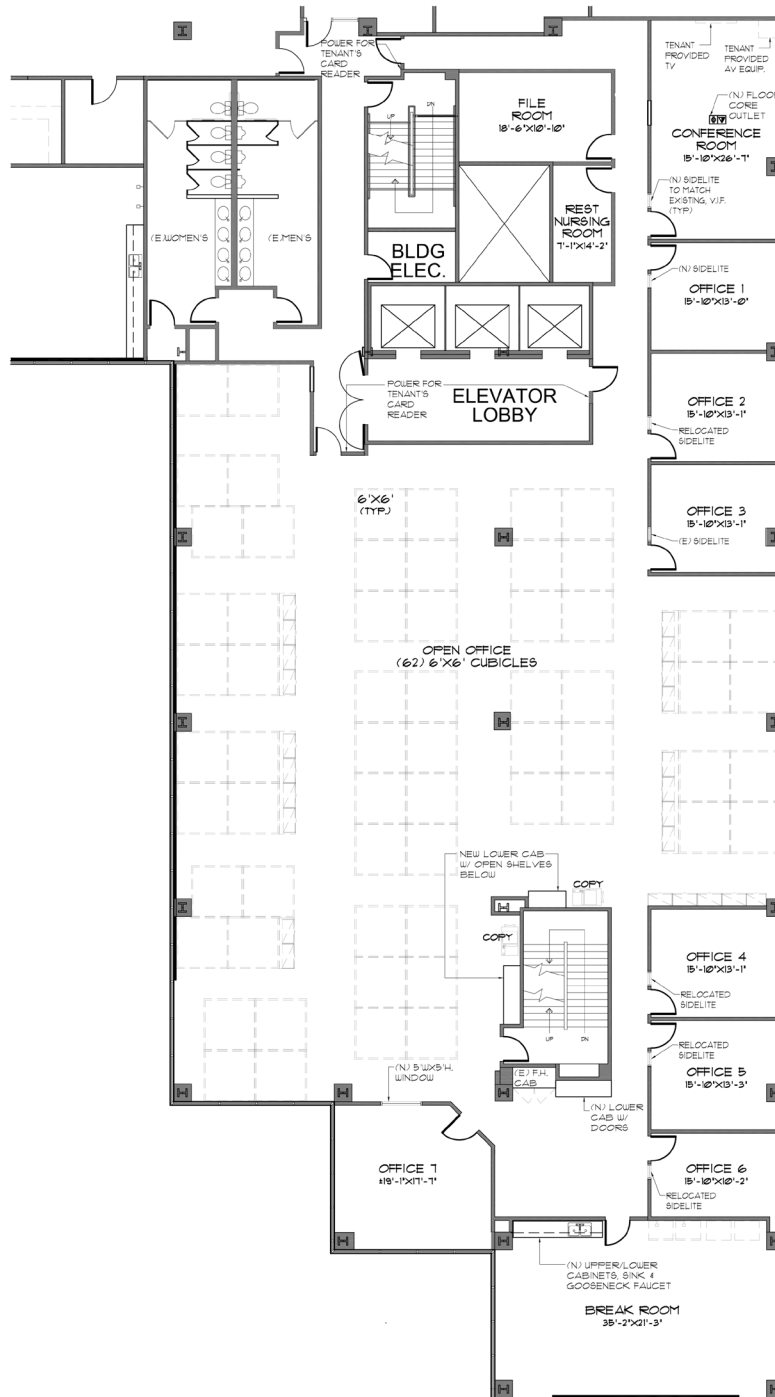 POWER FOR
TENANT'S
CARD
READER
TENANT
PROVIDED
TV
TENANT
PROVIDED
AV EQUIP.
(N) FLOOR
CORE
OUTLET
CONFERENCE
ROOM
15'-10"X26'-7"
FILE
ROOM
18'-6"X10'-10"
UP
DN
(N) SIDELITE
TO MATCH
EXISTING, V.I.F.
(TYP.)
REST
NURSING
ROOM
7'-1"X14'-2"
(E)WOMEN'S
(E)MEN'S
BLDG
ELEC.
(N) SIDELITE
OFFICE 1
15'-10"X13'-0"
POWER FOR
TENANT'S
CARD
READER
ELEVATOR
LOBBY
OFFICE 2
15'-10"X13'-1"
RELOCATED
SIDELITE
6'X6'
(TYP.)
OFFICE 3
15'-10"X13'-1"
(E) SIDELITE
OPEN OFFICE
(62) 6'X6' CUBICLES
NEW LOWER CAB
W/ OPEN SHELVES
BELOW
COPY
COPY
OFFICE 4
15'-10"X13'-1"
RELOCATED
SIDELITE
UP
DN
RELOCATED
SIDELITE
OFFICE 5
15'-10"X13'-3"
(N) 5'WX5'H.
WINDOW
(E) F.H.
CAB
(N) LOWER
CAB W/
DOORS
OFFICE 7
±19'-1"X17'-7"
OFFICE 6
15'-10"X10'-2"
RELOCATED
SIDELITE
(N) UPPER/LOWER
CABINETS, SINK &
GOOSENECK FAUCET
BREAK ROOM
35'-2"X21'-3"